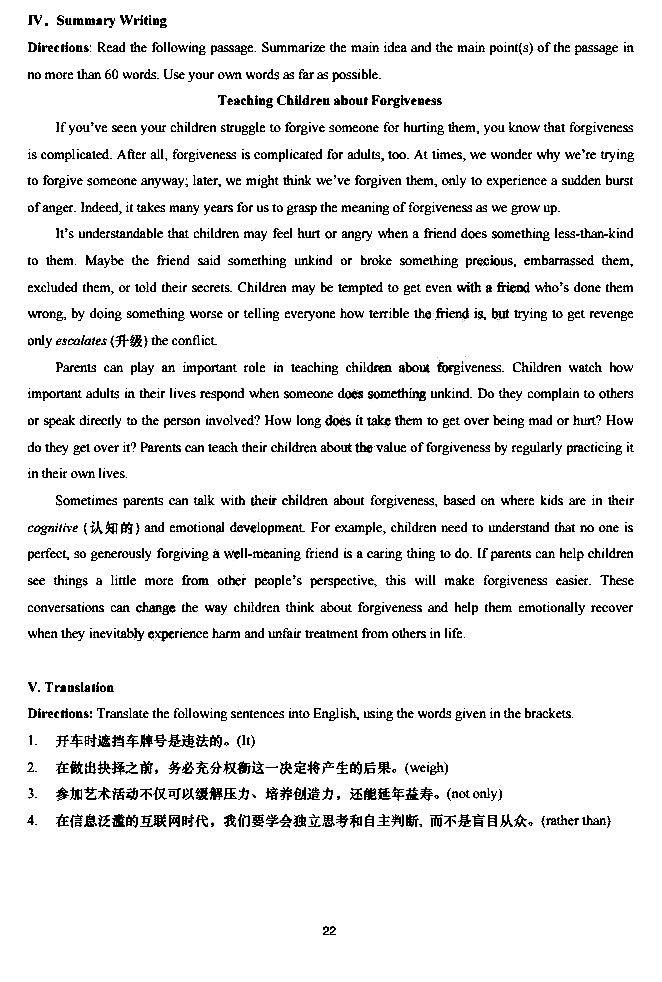 IV. Summary Writing
Directions: Read the following passage. Summarize the main idea and the main point(s) of the passage in
no more than 60 words. Use your own words as far as possible.
Teaching Children about Forgiveness
If you've seen your children struggle to forgive someone for hurting them, you know that forgiveness
is complicated. After all, forgiveness is complicated for adults, too. At times, we wonder why we're trying
to forgive someone anyway; later, we might think we've forgiven them, only to experience a sudden burst
of anger. Indeed, it takes many years for us to grasp the meaning of forgiveness as we grow up.
It's understandable that children may feel hurt or angry when a friend does something less-than-kind
to them. Maybe the friend said something unkind or broke something precious, embarrassed them,
excluded them, or told their secrets. Children may be tempted to get even with a friend who's done them
wrong, by doing something worse or telling everyone how terrible the friend is, but trying to get revenge
only escalates (升级) the conflict.
Parents can play an important role in teaching children about forgiveness. Children watch how
important adults in their lives respond when someone does something unkind. Do they complain to others
or speak directly to the person involved? How long does it take them to get over being mad or hurt? How
do they get over it? Parents can teach their children about the value of forgiveness by regularly practicing it
in their own lives.
Sometimes parents can talk with their children about forgiveness, based on where kids are in their
cognitive (认知的) and emotional development. For example, children need to understand that no one is
perfect, so generously forgiving a well-meaning friend is a caring thing to do. If parents can help children
see things a little more from other people's perspective, this will make forgiveness easier. These
conversations can change the way children think about forgiveness and help them emotionally recover
when they inevitably experience harm and unfair treatment from others in life.
V. Translation
Directions: Translate the following sentences into English, using the words given in the brackets.
1. 开车时遮挡车牌号是违法的。(It)
2. 在做出抉择之前，务必充分权衡这一决定将产生的后果。(weigh)
3. 参加艺术活动不仅可以缓解压力、培养创造力，还能延年益寿。(not only)
4. 在信息泛滥的互联网时代，我们要学会独立思考和自主判断, 而不是盲目从众。(rather than)
22